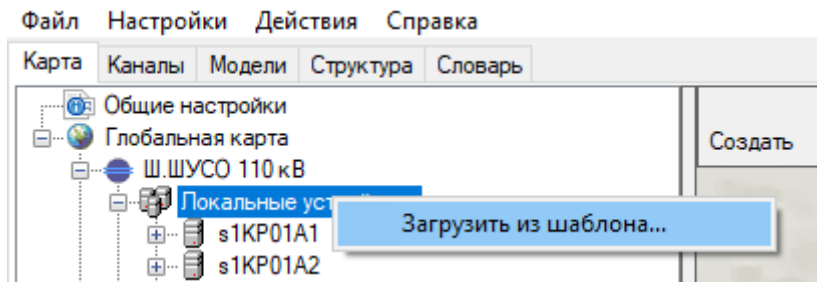 Файл Настройки Действия Справка
Карта Каналы Модели Структура Словарь
Общие настройки
Глобальная карта
Создать
Ш.ШУСО 110 кВ
Локальные
Загрузить из шаблона...
s1KP01A1
s1KP01A2